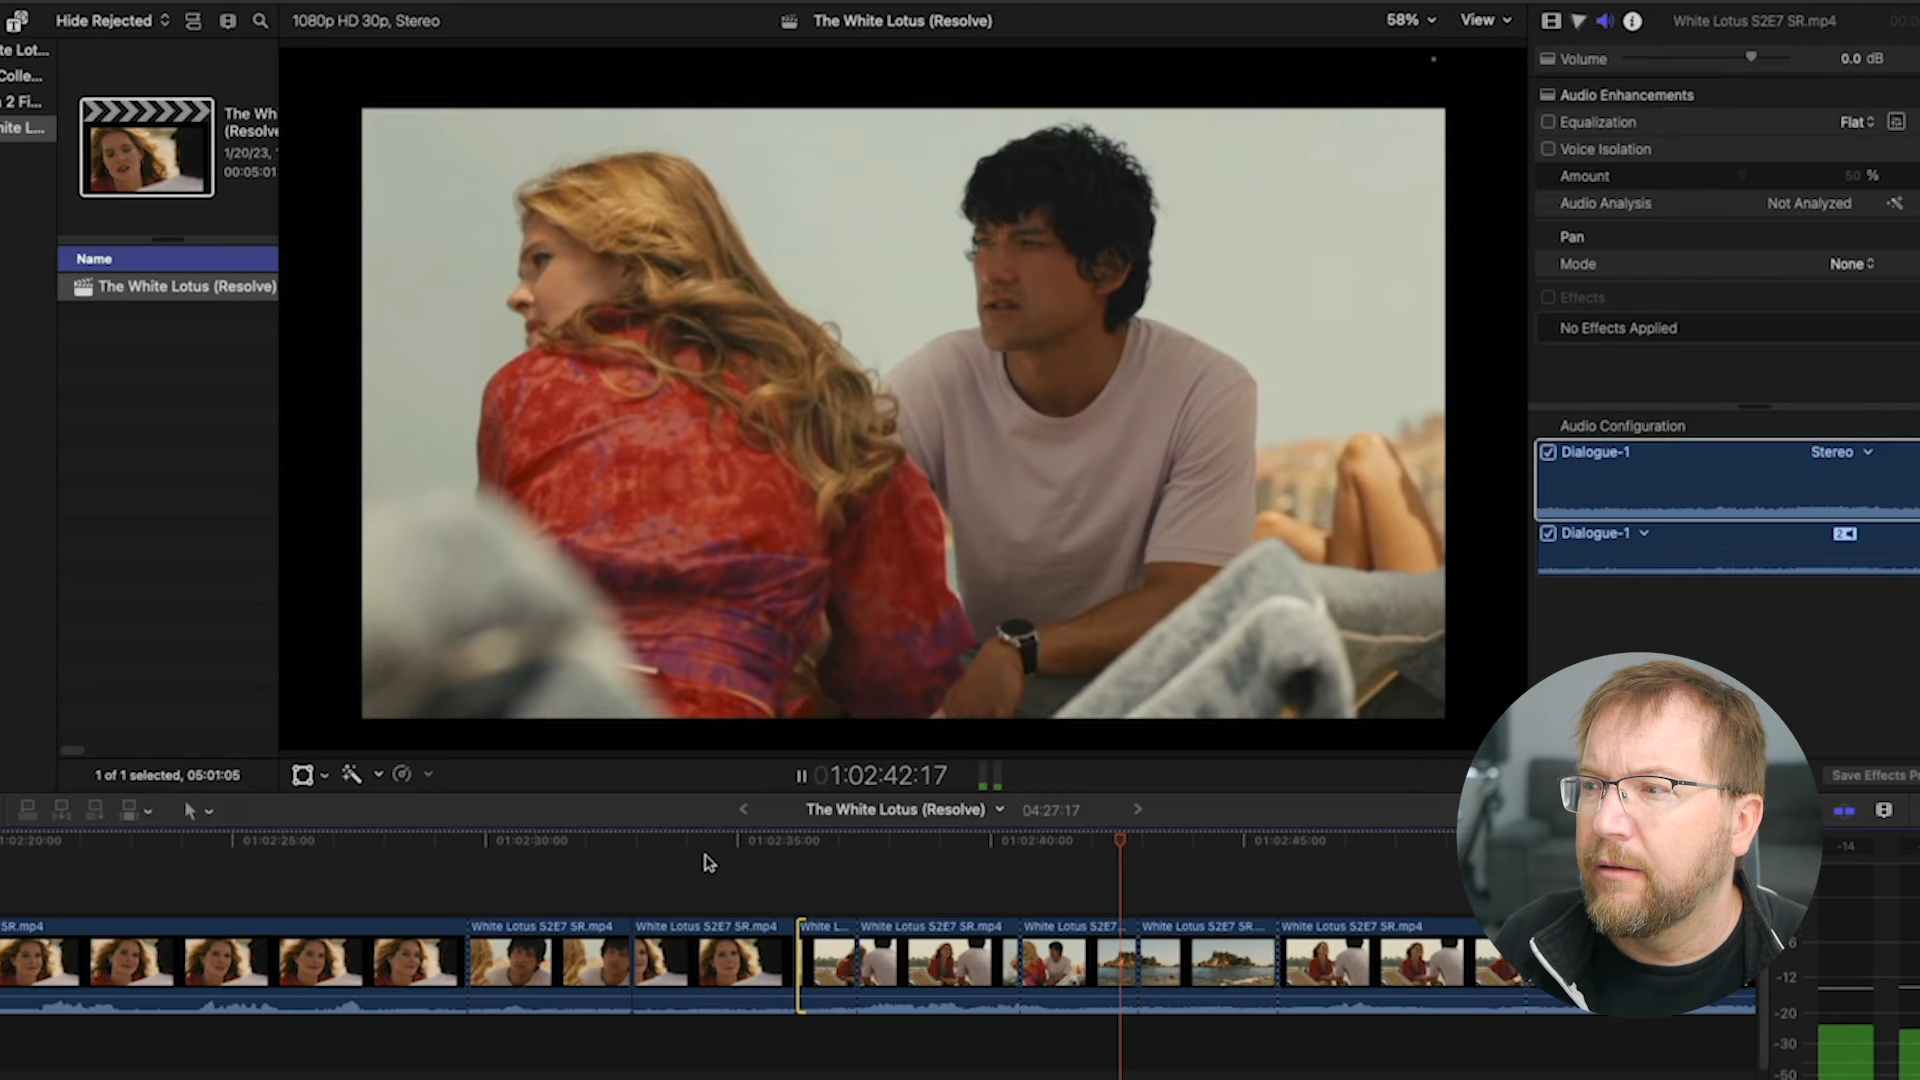 Hide Rejected
1080p HD 30p, Stereo
The White Lotus (Resolve)
58%
View
White Lotus S2E7 SR.mp4
te Lot...
Colle...
2 Fi...
ite L...
The Wh
(Resolve
1/20/23,
00:05:01
Name
The White Lotus (Resolve)
1 of 1 selected, 05:01:05
Volume
0.0 dB
Audio Enhancements
Equalization
Flat
Voice Isolation
Amount
50 %
Audio Analysis
Not Analyzed
Pan
Mode
None
Effects
No Effects Applied
Audio Configuration
Dialogue-1
Stereo
Dialogue-1
01:02:42:17
Save Effects Pr
The White Lotus (Resolve)
04:27:17
1:02:20:00
01:02:25:00
01:02:30:00
01:02:35:00
01:02:40:00
01:02:45:00
SR.mp4
White Lotus S2E7 SR.mp4
White Lotus S2E7 SR.mp4
White L...
White Lotus S2E7 SR.mp4
White Lotus S2E7...
White Lotus S2E7 SR....
White Lotus S2E7 SR.mp4
-14
-12
-20
-30
-50